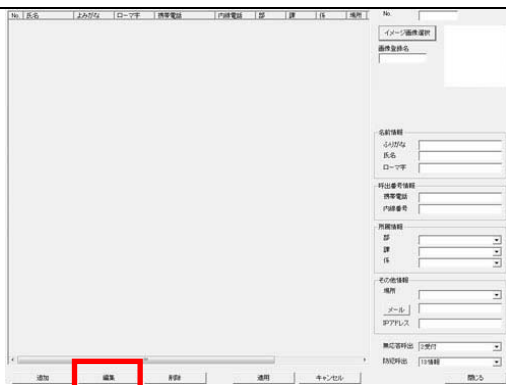 No. 氏名 よみがな ローマ字 携帯電話 内線電話 部 課 係 場所
No.
イメージ画像選択
画像登録名
名前情報
ふりがな
氏名
ローマ字
呼出番号情報
携帯電話
内線番号
所属情報
部
課
係
その他情報
場所
メール
IPアドレス
無応答呼出 2:受付
追加 編集 削除 適用 キャンセル 閉じる